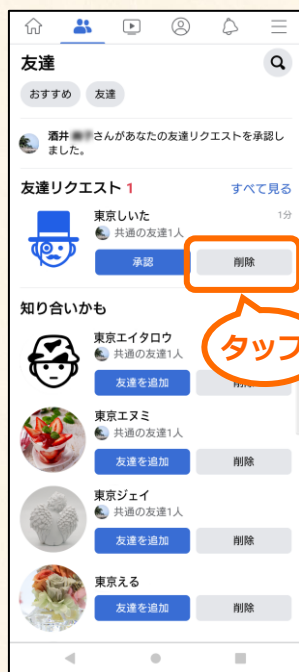 友達
おすすめ
友達
酒井 さんがあなたの友達リクエストを承認し
ました。
友達リクエスト 1
すべて見る
東京しいた
1分
共通の友達1人
承認
削除
知り合いかも
東京エイタロウ
共通の友達1人
友達を追加
タップ
東京エヌミ
共通の友達1人
友達を追加
削除
東京ジェイ
共通の友達1人
友達を追加
削除
東京える
友達を追加
削除